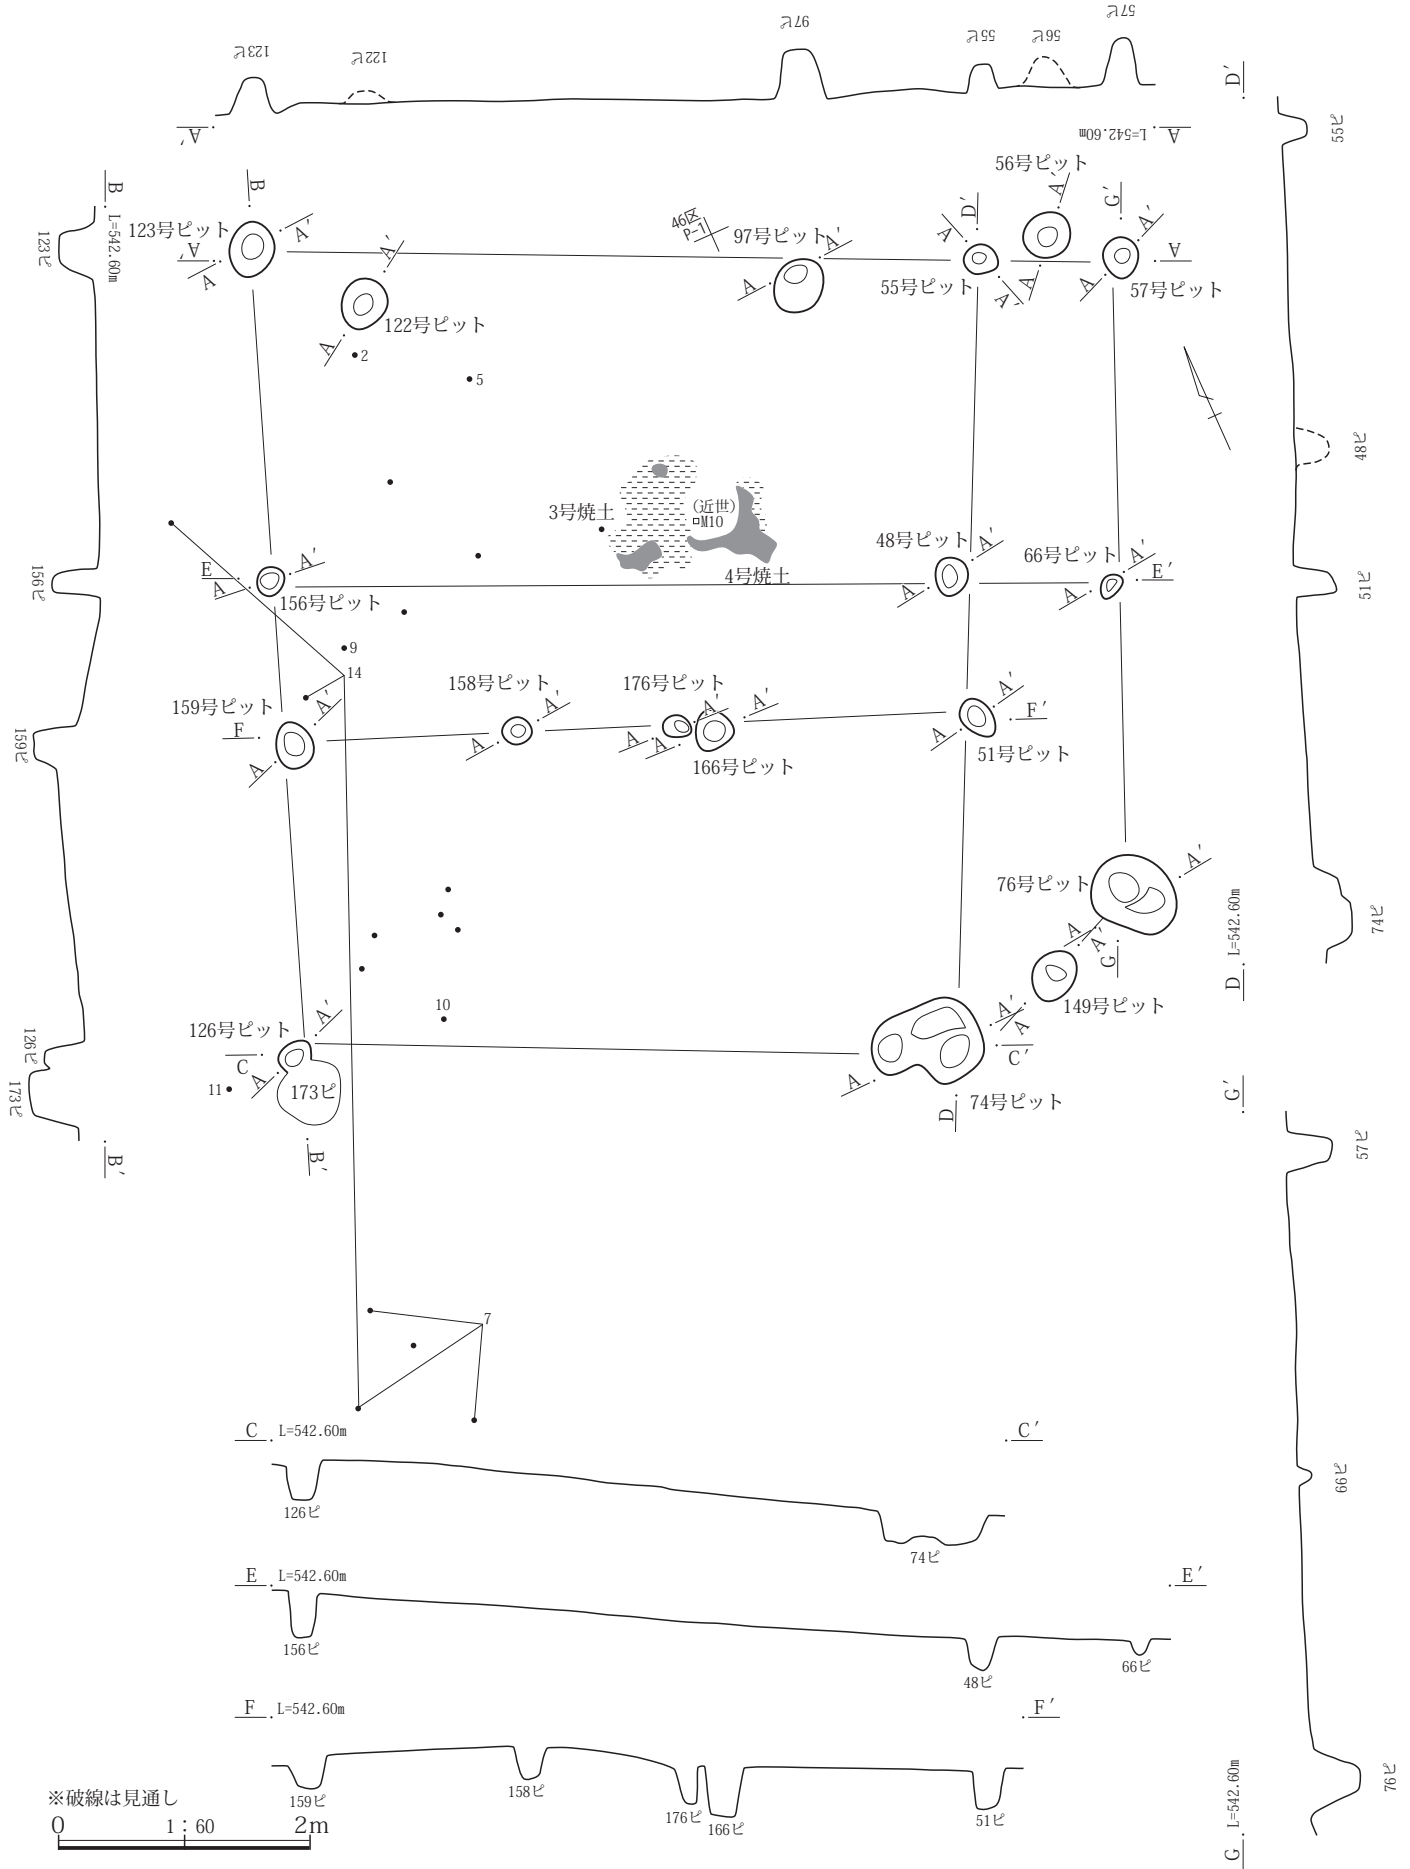 123ピ
122ピ
97ピ
55ピ
56ピ
57ピ
A′
L=542.60m
A
D′
55ピ
B
L=542.60m
123ピ
B
123号ピット
A′
A′
A
122号ピット
A′
A
46区
P-1
97号ピット
A′
A
56号ピット
A′
A
D′
A
55号ピット
A′
G′
A′
A
A
57号ピット
2
5
48ピ
3号焼土
(近世)
M10
4号焼土
156ピ
E
A
A′
156号ピット
48号ピット
A′
A
66号ピット
A′
A
E′
51ピ
9
14
159ピ
159号ピット
F
A′
A
158号ピット
A′
A
176号ピット
A′
A′
A
A
166号ピット
A′
F′
A
51号ピット
76号ピット
A′
A
A′
G
149号ピット
A
74ピ
L=542.60m
D
10
126ピ
173ピ
126号ピット
A′
C
A
173ピ
11
B′
B′
A′
C′
A
D
74号ピット
G′
57ピ
7
C
L=542.60m
C′
126ピ
74ピ
66ピ
E
L=542.60m
E′
156ピ
48ピ
66ピ
F
L=542.60m
F′
159ピ
158ピ
176ピ
166ピ
51ピ
76ピ
L=542.60m
G
※破線は見通し
0
1：60
2m